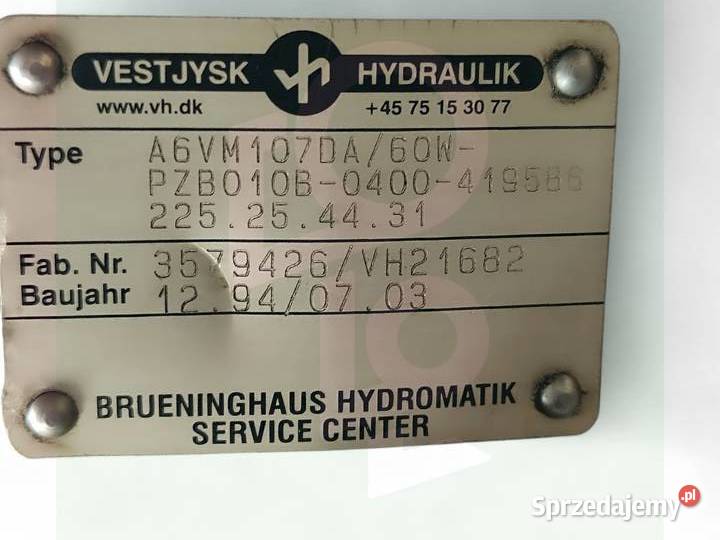 VESTJYSK vh HYDRAULIK
www.vh.dk +45 75 15 30 77
Type A6VM107DA/60W-
PZB010B-0400-419586
225.25.44.31
Fab. Nr. 3579426/VH21682
Baujahr 12.94/07.03
BRUENINGHAUS HYDROMATIK
SERVICE CENTER
Sprzedajemy.pl